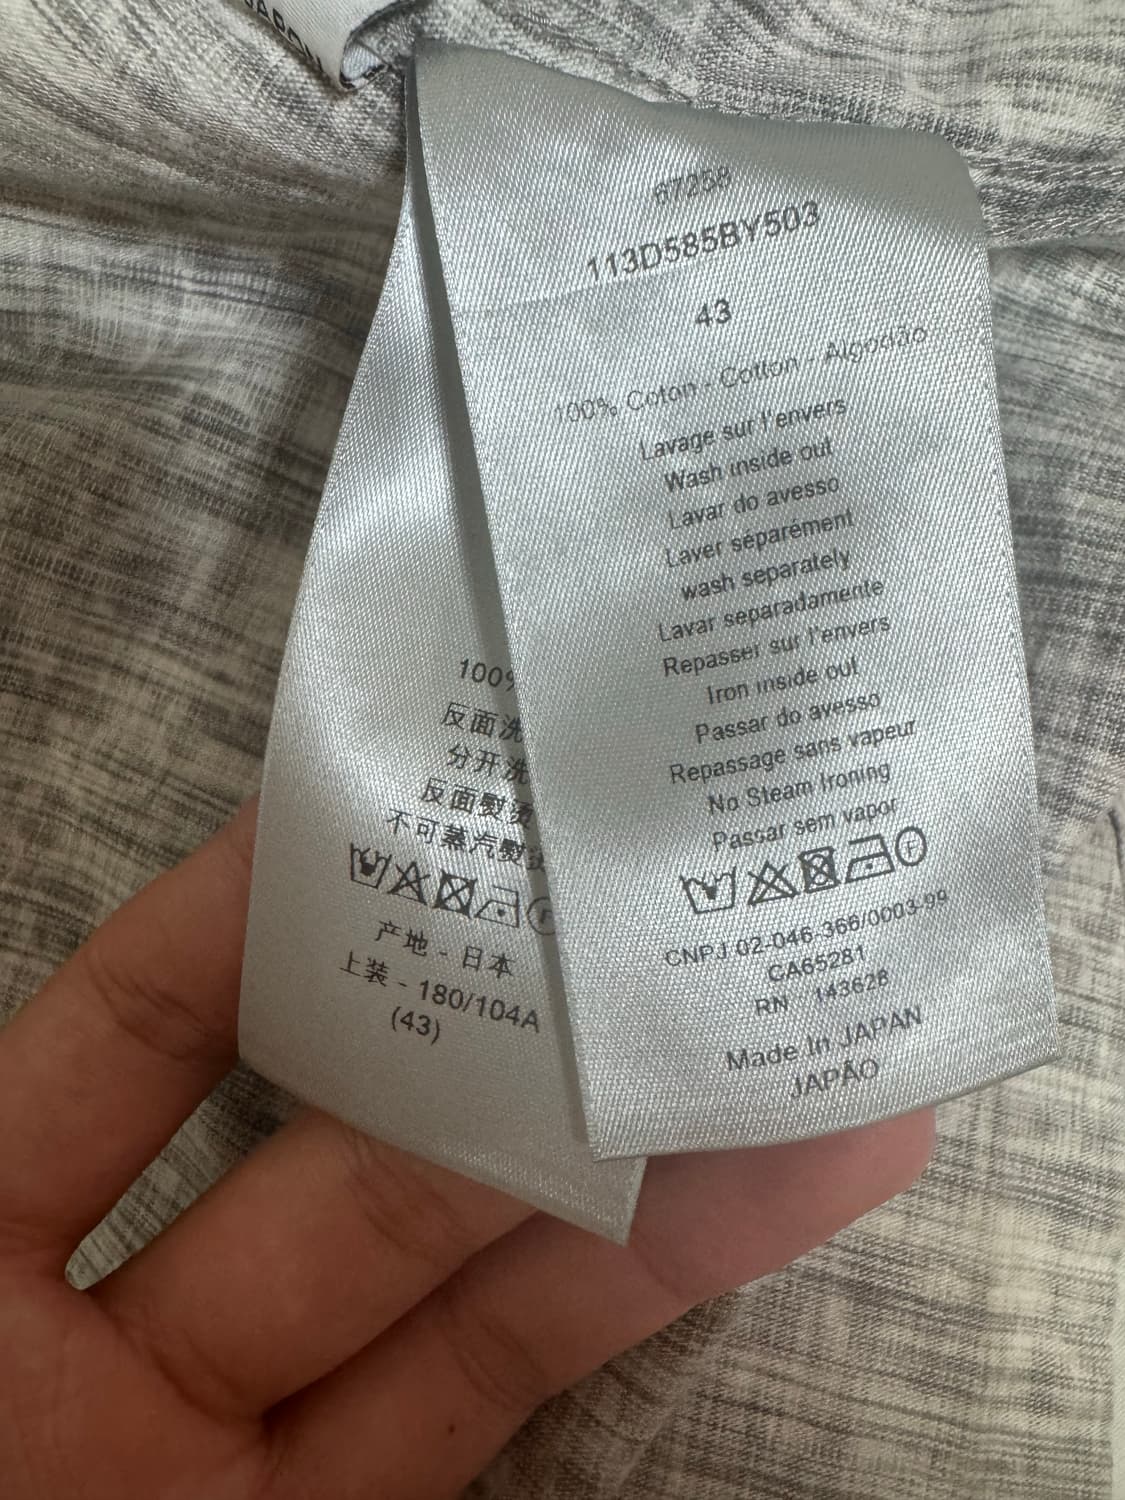 67258
113D585BY503
43
100% Coton - Cotton - Algodão
Lavage sur l'envers
Wash inside out
Lavar do avesso
Laver séparément
wash separately
Lavar separadamente
Repasser sur l'envers
Iron inside out
Passar do avesso
Repassage sans vapeur
No Steam Ironing
Passar sem vapor
F
CNPJ 02-046-366/0003-99
CA65281
RN 143628
Made In JAPAN
JAPÃO
100%
反面洗
分开洗
反面熨烫
不可蒸汽熨烫
产地 - 日本
上装 - 180/104A
(43)